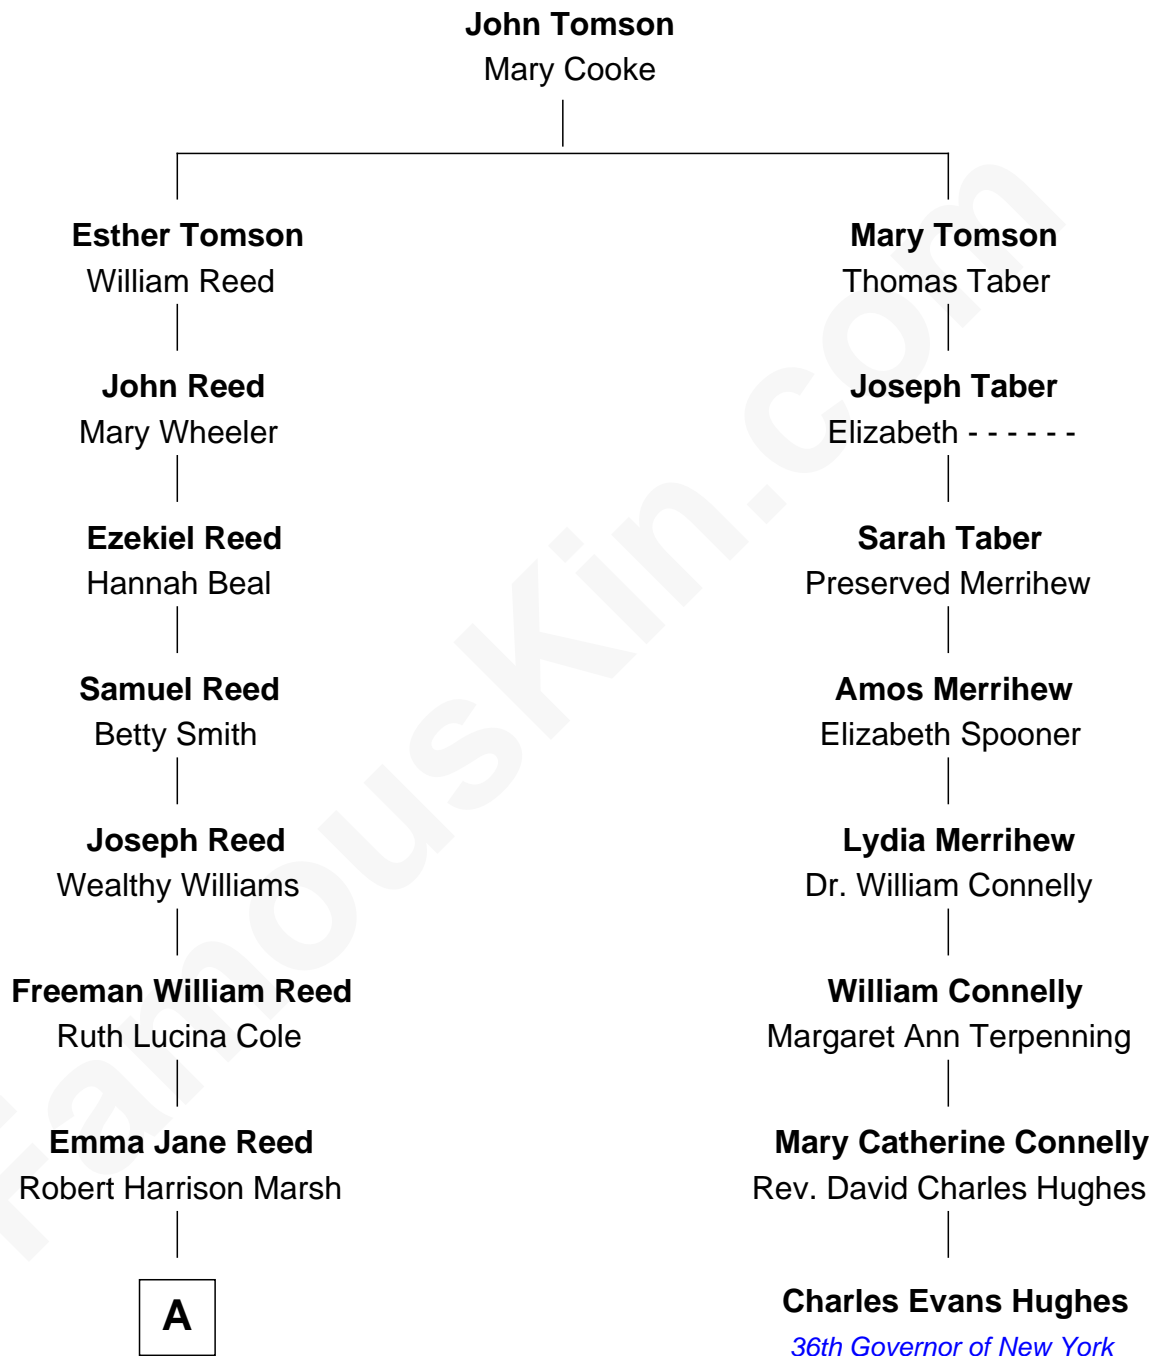 John Tomson
Mary Cooke
Esther Tomson
William Reed
Mary Tomson
Thomas Taber
John Reed
Mary Wheeler
Joseph Taber
Elizabeth - - - - - -
Ezekiel Reed
Hannah Beal
Sarah Taber
Preserved Merrihew
Samuel Reed
Betty Smith
Amos Merrihew
Elizabeth Spooner
Joseph Reed
Wealthy Williams
Lydia Merrihew
Dr. William Connelly
Freeman William Reed
Ruth Lucina Cole
William Connelly
Margaret Ann Terpenning
Emma Jane Reed
Robert Harrison Marsh
Mary Catherine Connelly
Rev. David Charles Hughes
A
Charles Evans Hughes
36th Governor of New York
FamousKin.com